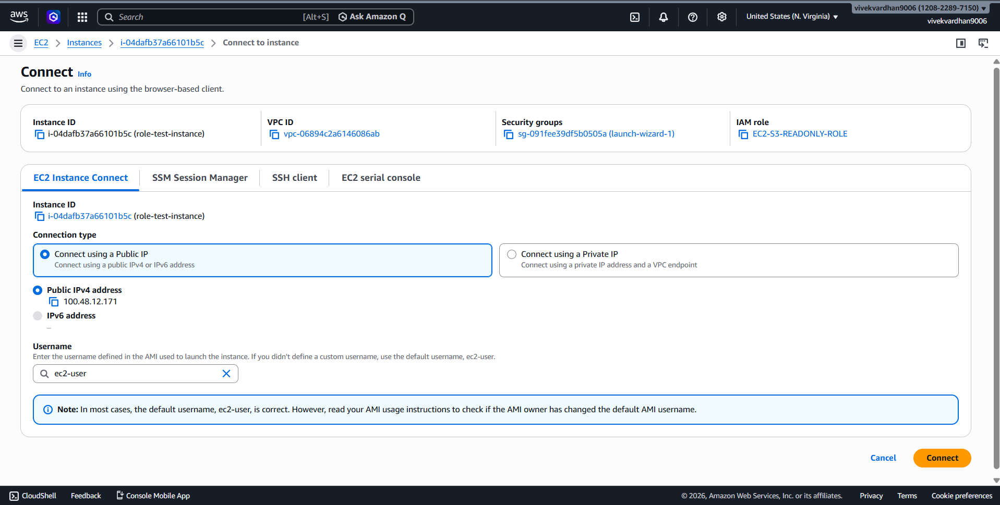 aws
Search [Alt+S] Ask Amazon Q
United States (N. Virginia)
vivekvardhan9006 (1208-2289-7150)
vivekvardhan9006
EC2 Instances i-04dafb37a66101b5c Connect to instance
Connect Info
Connect to an instance using the browser-based client.
Instance ID
i-04dafb37a66101b5c (role-test-instance)
VPC ID
vpc-06894c2a6146086ab
Security groups
sg-091fee39df5b0505a (launch-wizard-1)
IAM role
EC2-S3-READONLY-ROLE
EC2 Instance Connect SSM Session Manager SSH client EC2 serial console
Instance ID
i-04dafb37a66101b5c (role-test-instance)
Connection type
Connect using a Public IP
Connect using a public IPv4 or IPv6 address
Connect using a Private IP
Connect using a private IP address and a VPC endpoint
Public IPv4 address
100.48.12.171
IPv6 address
–
Username
Enter the username defined in the AMI used to launch the instance. If you didn't define a custom username, use the default username, ec2-user.
ec2-user
Note: In most cases, the default username, ec2-user, is correct. However, read your AMI usage instructions to check if the AMI owner has changed the default AMI username.
Cancel Connect
CloudShell Feedback Console Mobile App © 2026, Amazon Web Services, Inc. or its affiliates. Privacy Terms Cookie preferences